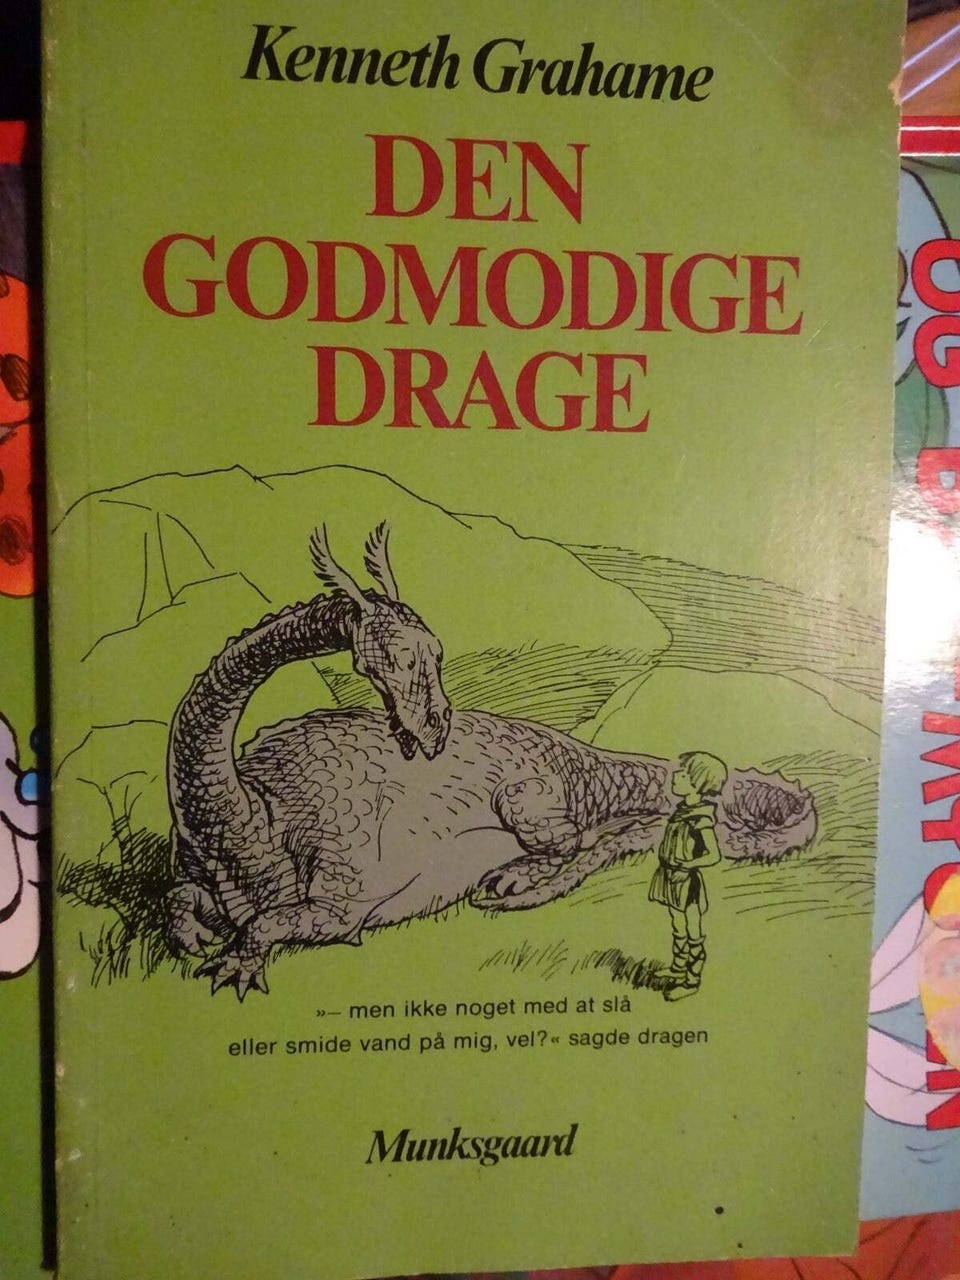 Kenneth Grahame
DEN
GODMODIGE
DRAGE
»– men ikke noget med at slå
eller smide vand på mig, vel?« sagde dragen
Munksgaard
OG